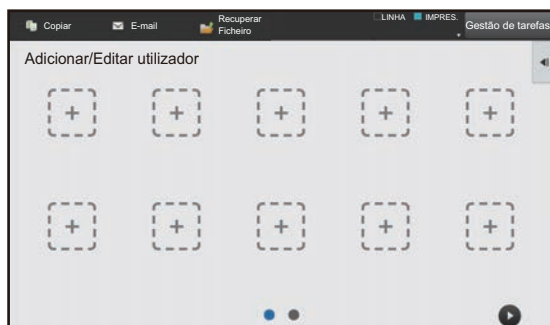 Copiar
E-mail
Recuperar
Ficheiro
LINHA
IMPRES.
Gestão de tarefas
Adicionar/Editar utilizador